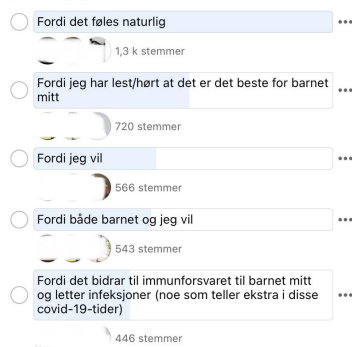 Fordi det føles naturlig
1,3 k stemmer
Fordi jeg har lest/hørt at det er det beste for barnet
mitt
720 stemmer
Fordi jeg vil
566 stemmer
Fordi både barnet og jeg vil
543 stemmer
Fordi det bidrar til immunforsvaret til barnet mitt
og letter infeksjoner (noe som teller ekstra i disse
covid-19-tider)
446 stemmer